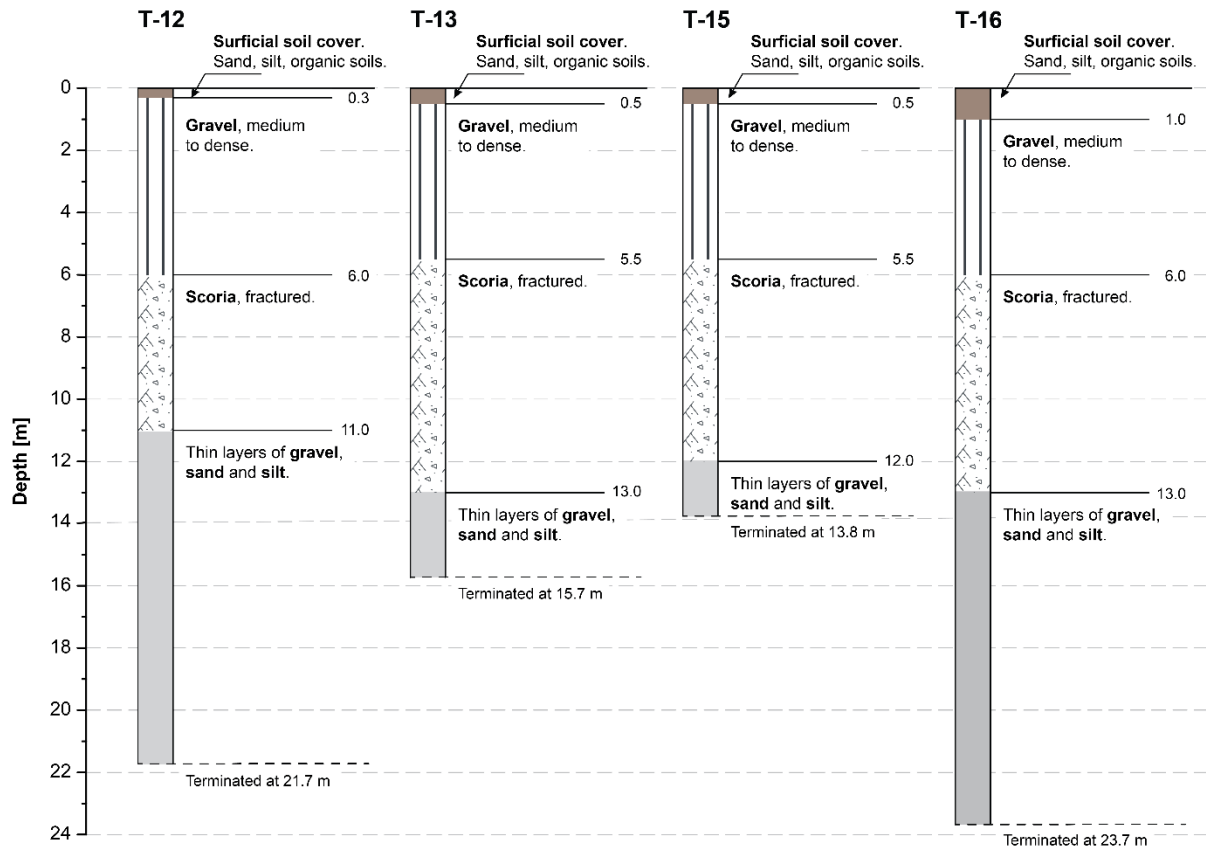 T-12
T-13
T-15
T-16
Surficial soil cover.
Sand, silt, organic soils.
Surficial soil cover.
Sand, silt, organic soils.
Surficial soil cover.
Sand, silt, organic soils.
Surficial soil cover.
Sand, silt, organic soils.
Depth [m]
0
2
4
6
8
10
12
14
16
18
20
22
24
0.3
Gravel, medium
to dense.
6.0
Scoria, fractured.
11.0
Thin layers of gravel,
sand and silt.
Terminated at 21.7 m
0.5
Gravel, medium
to dense.
5.5
Scoria, fractured.
13.0
Thin layers of gravel,
sand and silt.
Terminated at 15.7 m
0.5
Gravel, medium
to dense.
5.5
Scoria, fractured.
12.0
Thin layers of gravel,
sand and silt.
Terminated at 13.8 m
1.0
Gravel, medium
to dense.
6.0
Scoria, fractured.
13.0
Thin layers of gravel,
sand and silt.
Terminated at 23.7 m